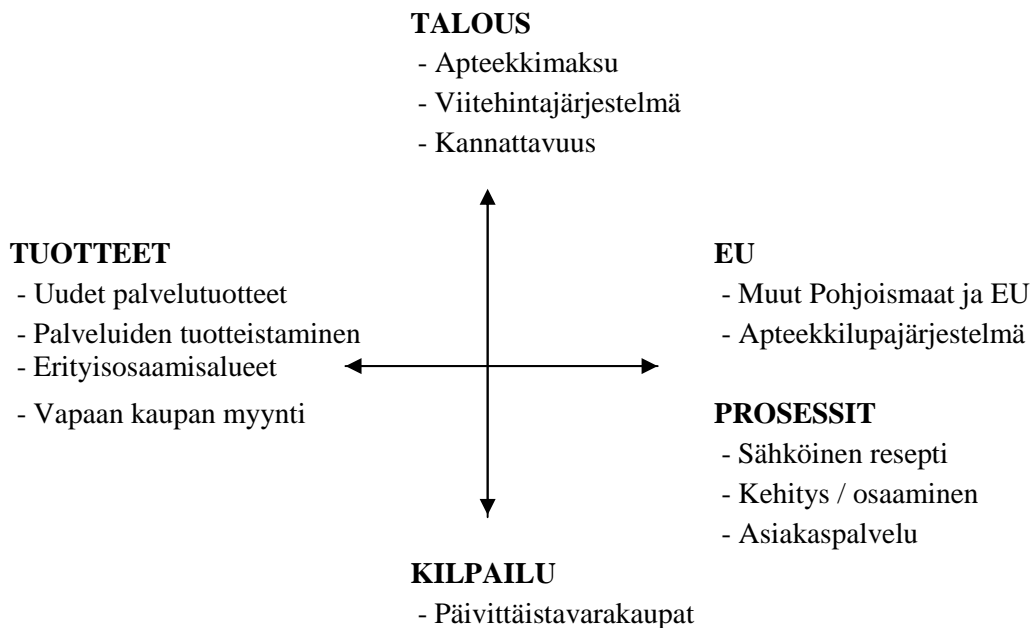 TALOUS
- Apteekkimaksu
- Viitehintajärjestelmä
- Kannattavuus
TUOTTEET
- Uudet palvelutuotteet
- Palveluiden tuotteistaminen
- Erityisosaamisalueet
- Vapaan kaupan myynti
EU
- Muut Pohjoismaat ja EU
- Apteekkilupajärjestelmä
PROSESSIT
- Sähköinen resepti
- Kehitys / osaaminen
- Asiakaspalvelu
KILPAILU
- Päivittäistavarakaupat